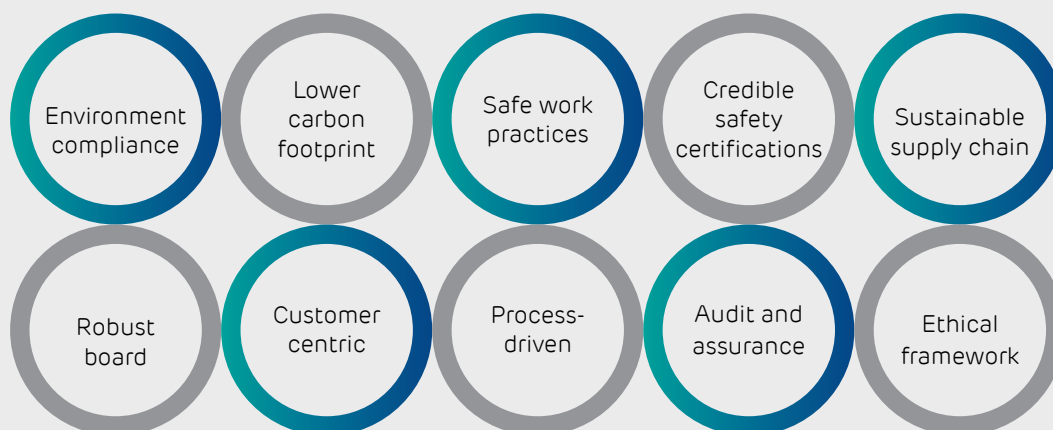 Environment
compliance
Lower
carbon
footprint
Safe work
practices
Credible
safety
certifications
Sustainable
supply chain
Robust
board
Customer
centric
Process-
driven
Audit and
assurance
Ethical
framework